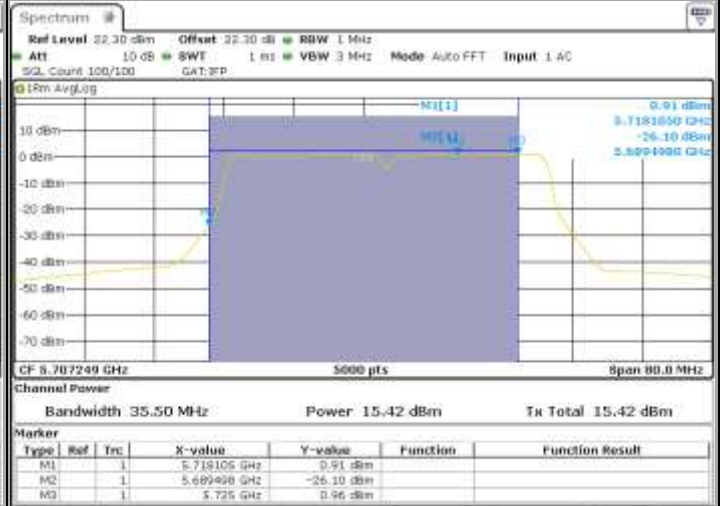 Spectrum
Ref Level 22.30 dBm Offset 22.30 dB RBW 1 MHz
Att 10 dB SWT 1 ms VBW 3 MHz Mode Auto FFT Input 1 AC
SGL Count 100/100 GAT:IFP
1Rm AvgLog
M1[1] 0.91 dBm
5.7181050 GHz
-26.10 dBm
5.6894980 GHz
10 dBm
0 dBm
-10 dBm
-20 dBm
-30 dBm
-40 dBm
-50 dBm
-60 dBm
-70 dBm
CF 5.707249 GHz 5000 pts Span 80.0 MHz
Channel Power
Bandwidth 35.50 MHz Power 15.42 dBm Tx Total 15.42 dBm
Marker
Type Ref Trc X-value Y-value Function Function Result
M1 1 5.718105 GHz 0.91 dBm
M2 1 5.689498 GHz -26.10 dBm
M3 1 5.725 GHz 0.96 dBm